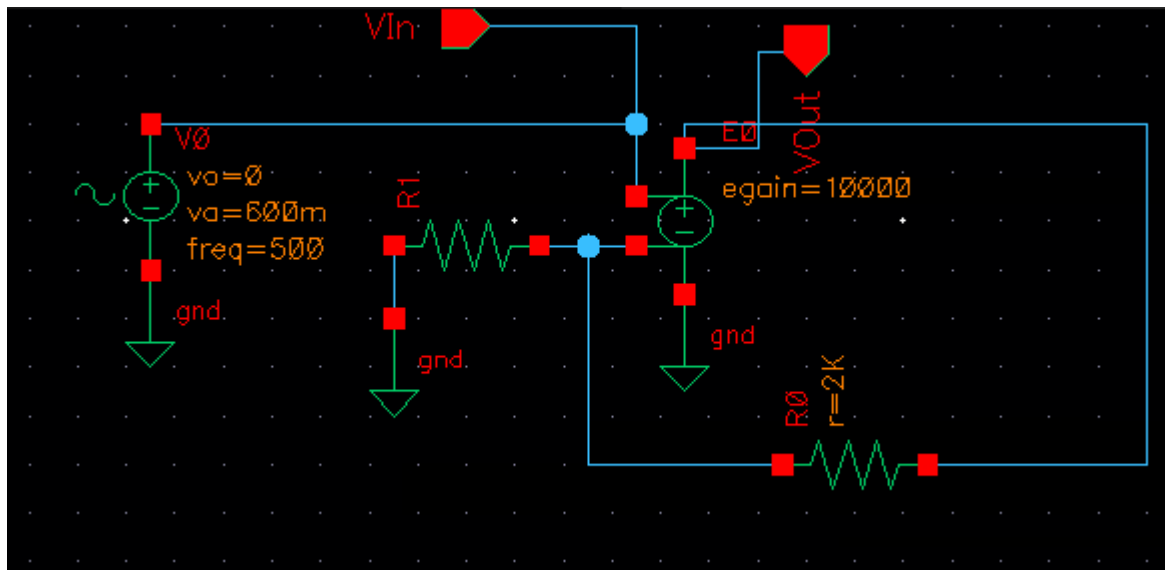 VIn
V0
vo=0
va=600m
freq=500
gnd
R1
gnd
E0
VOut
egain=10000
gnd
R0
r=2K